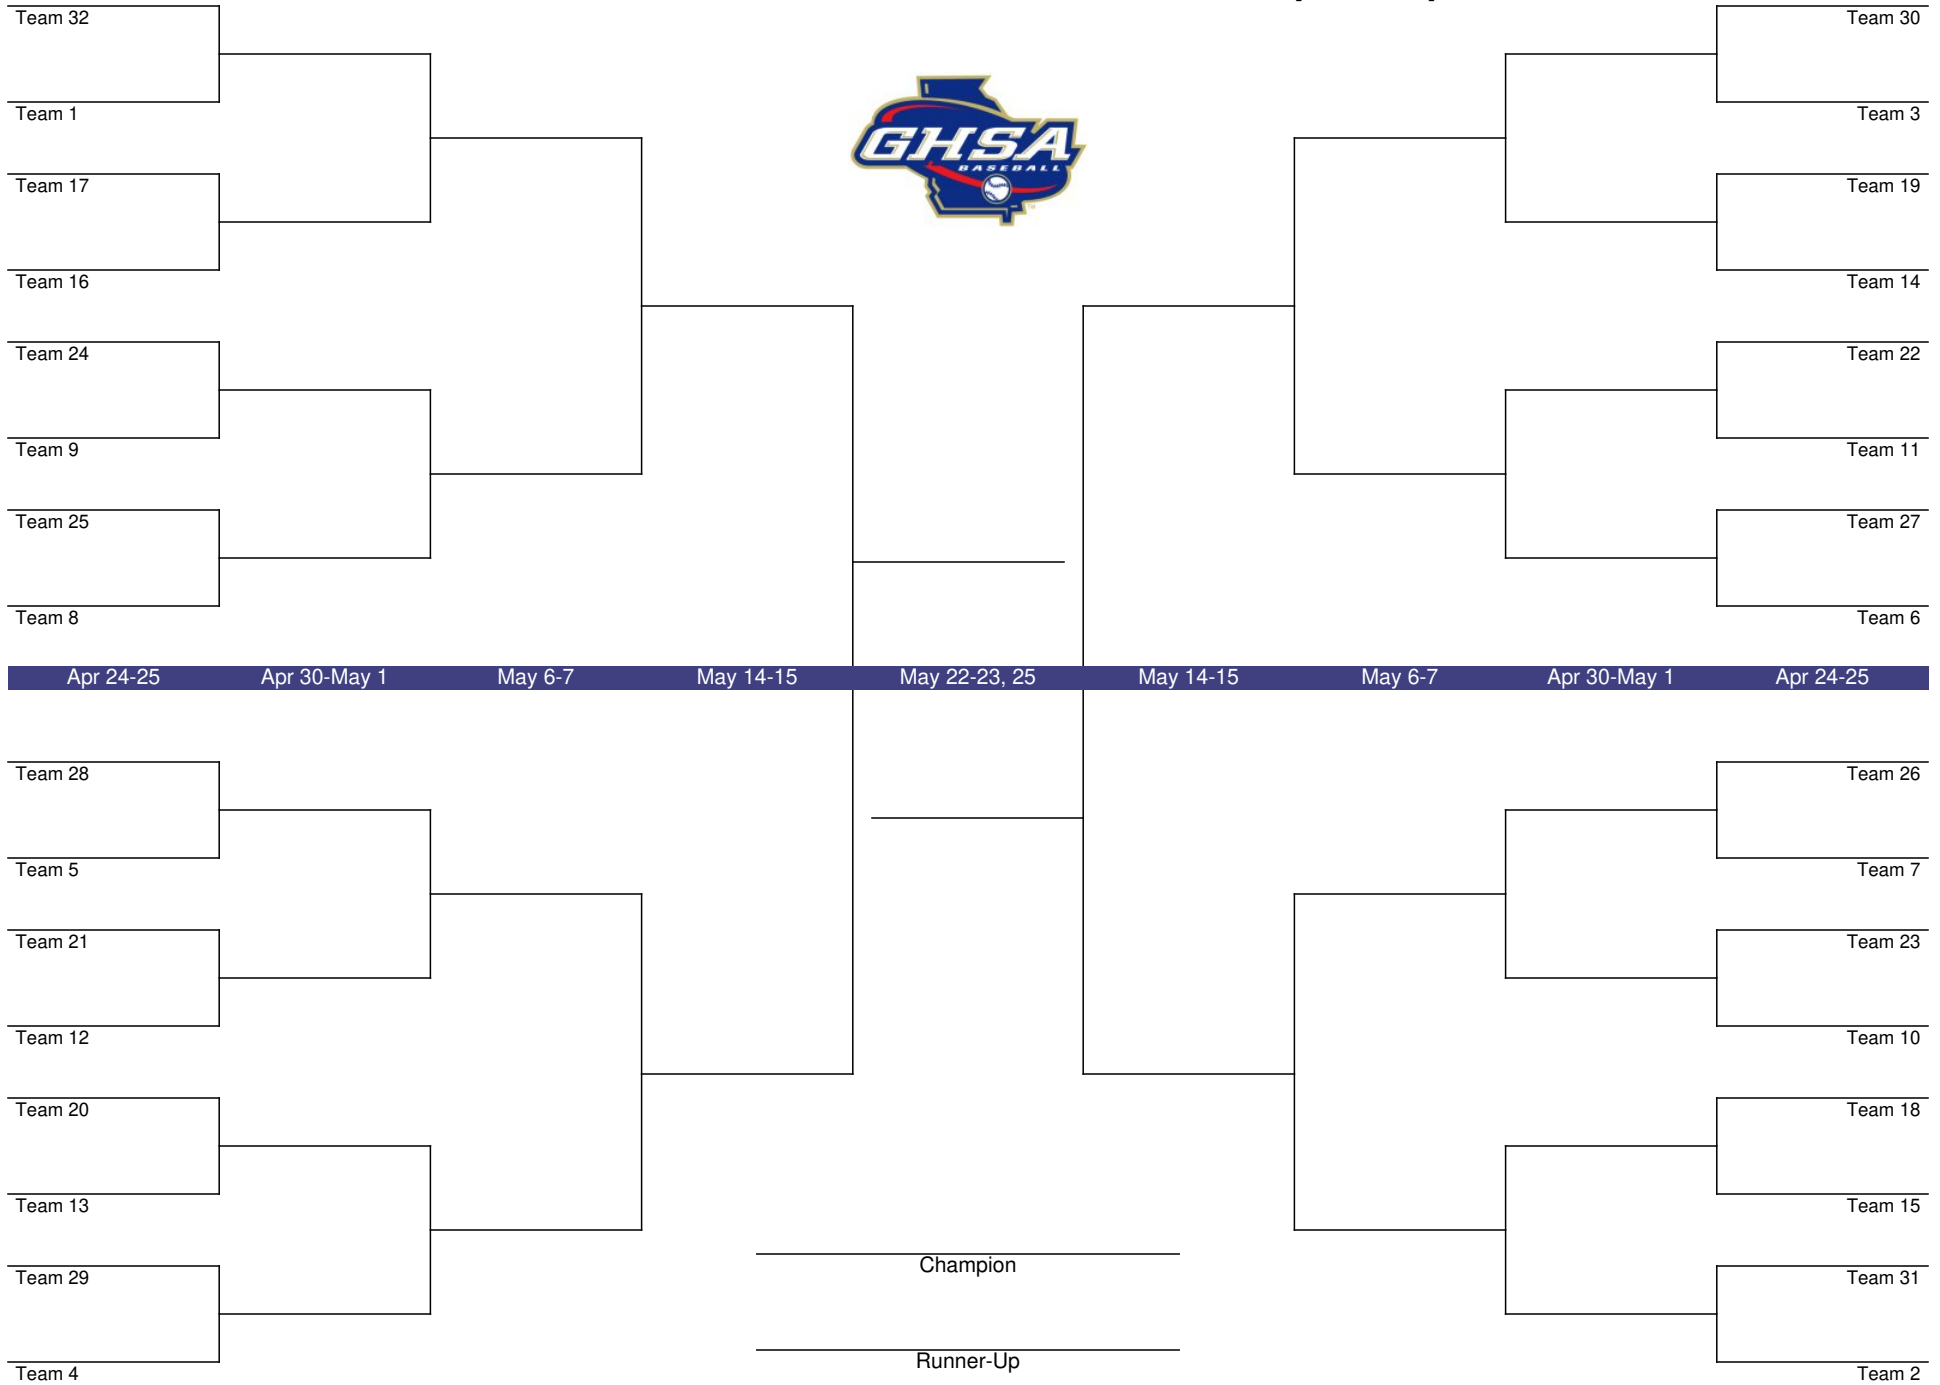 Team 32
Team 1
Team 17
Team 16
Team 24
Team 9
Team 25
Team 8
GHSA
BASEBALL
Team 30
Team 3
Team 19
Team 14
Team 22
Team 11
Team 27
Team 6
Apr 24-25 Apr 30-May 1 May 6-7 May 14-15 May 22-23, 25 May 14-15 May 6-7 Apr 30-May 1 Apr 24-25
Team 28
Team 5
Team 21
Team 12
Team 20
Team 13
Team 29
Team 4
Champion
Runner-Up
Team 26
Team 7
Team 23
Team 10
Team 18
Team 15
Team 31
Team 2